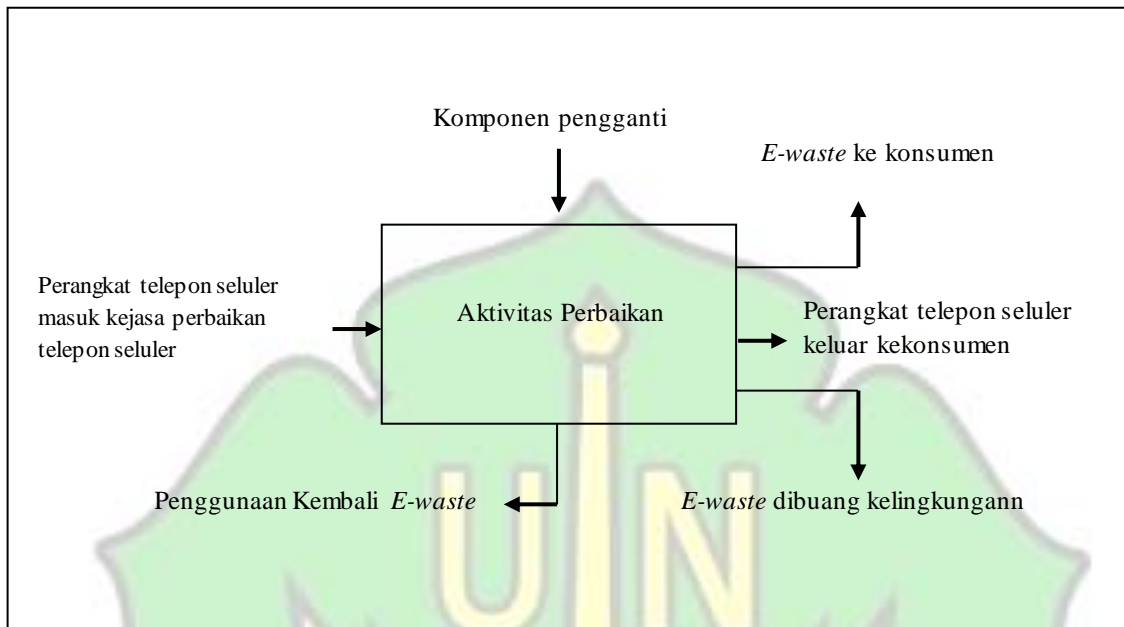 Komponen pengganti
E-waste ke konsumen
Perangkat telepon seluler
masuk kejasa perbaikan
telepon seluler
Aktivitas Perbaikan
Perangkat telepon seluler
keluar kekonsumen
Penggunaan Kembali E-waste
E-waste dibuang kelingkungann
UIN